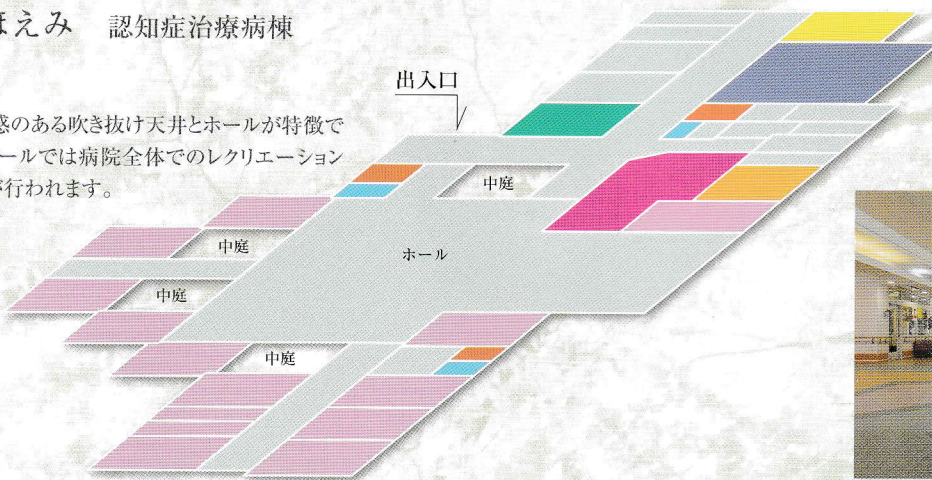 ほえみ 認知症治療病棟
出入口
感のある吹き抜け天井とホールが特徴で
ールでは病院全体でのレクリエーション
が行われます。
中庭
中庭
ホール
中庭
中庭